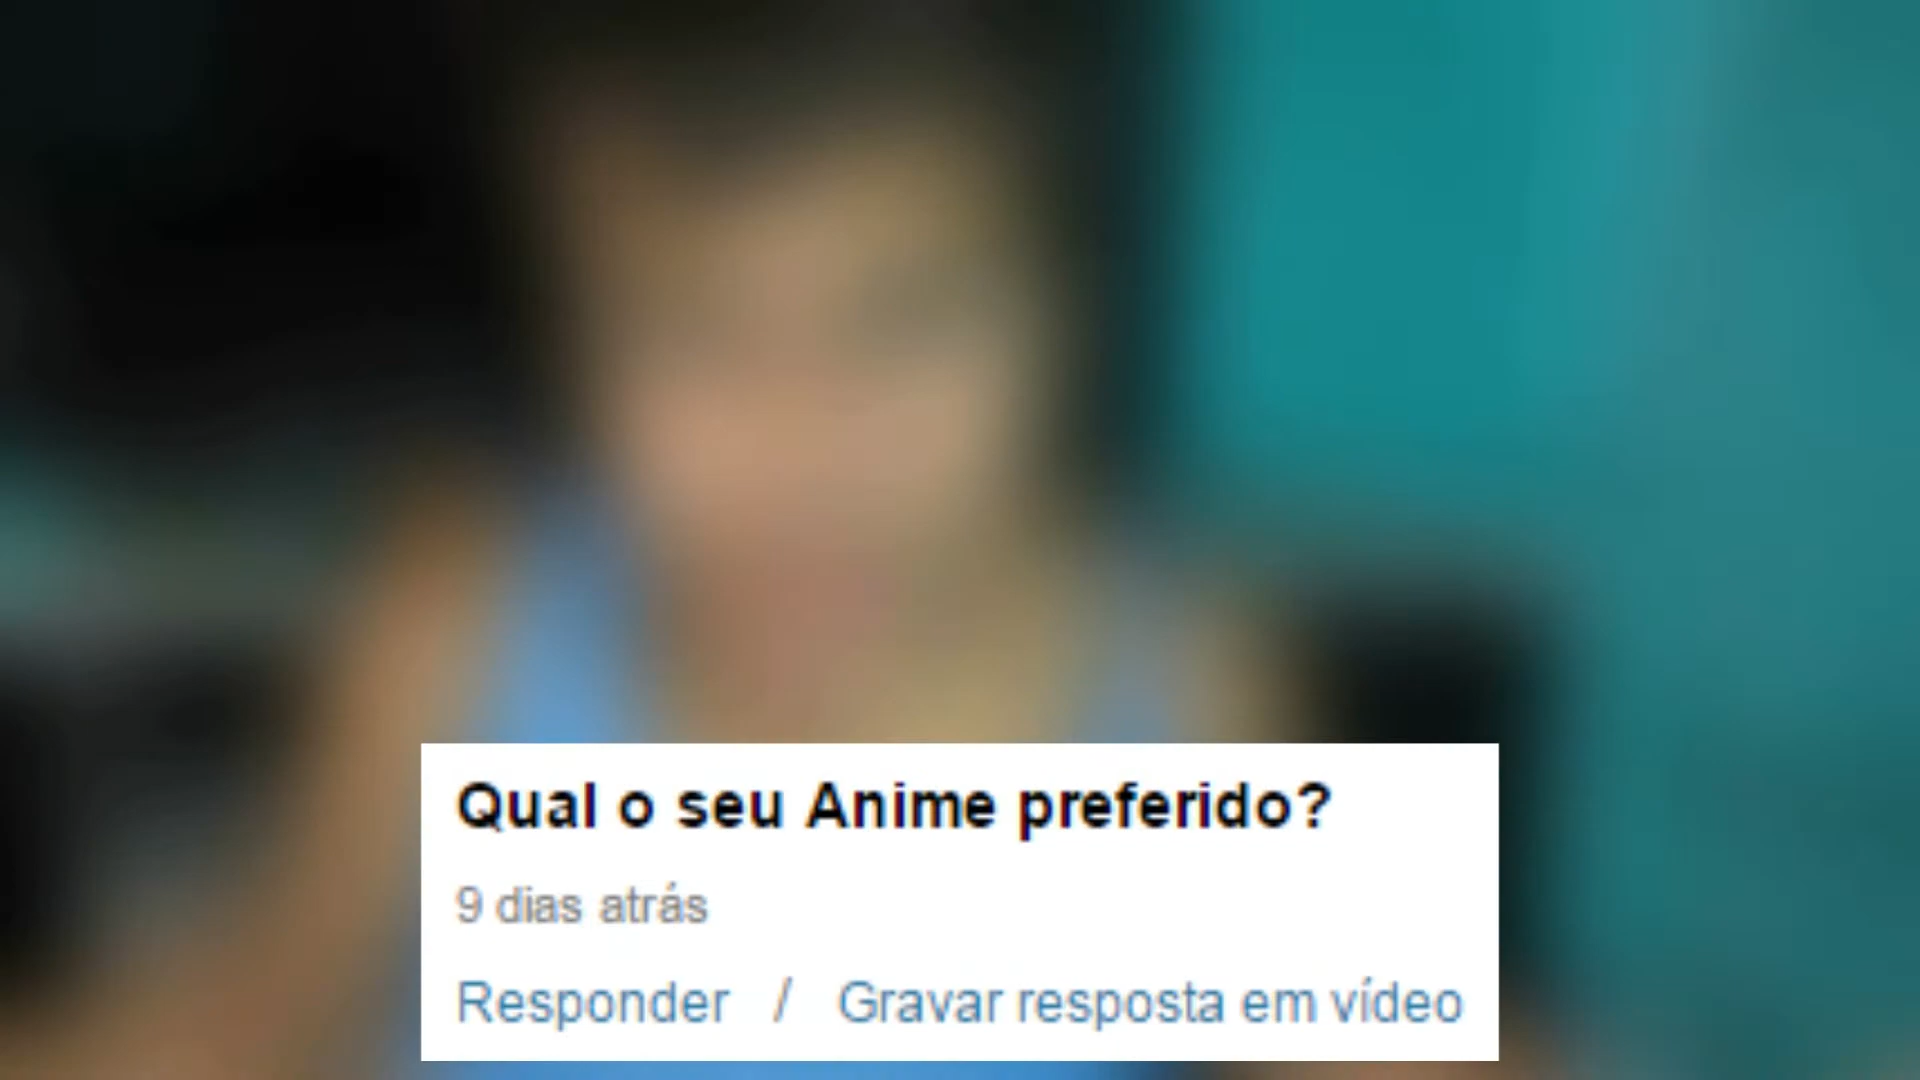 Qual o seu Anime preferido?
9 dias atrás
Responder / Gravar resposta em vídeo